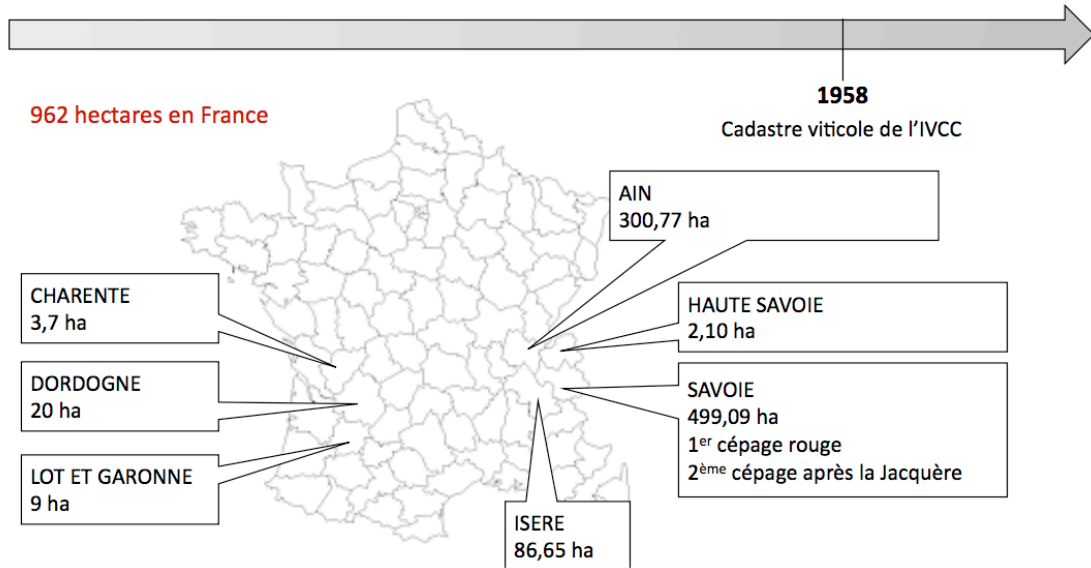 1958
Cadastre viticole de l’IVCC
962 hectares en France
AIN
300,77 ha
CHARENTE
3,7 ha
HAUTE SAVOIE
2,10 ha
DORDOGNE
20 ha
SAVOIE
499,09 ha
1er cépage rouge
2ème cépage après la Jacquère
LOT ET GARONNE
9 ha
ISERE
86,65 ha